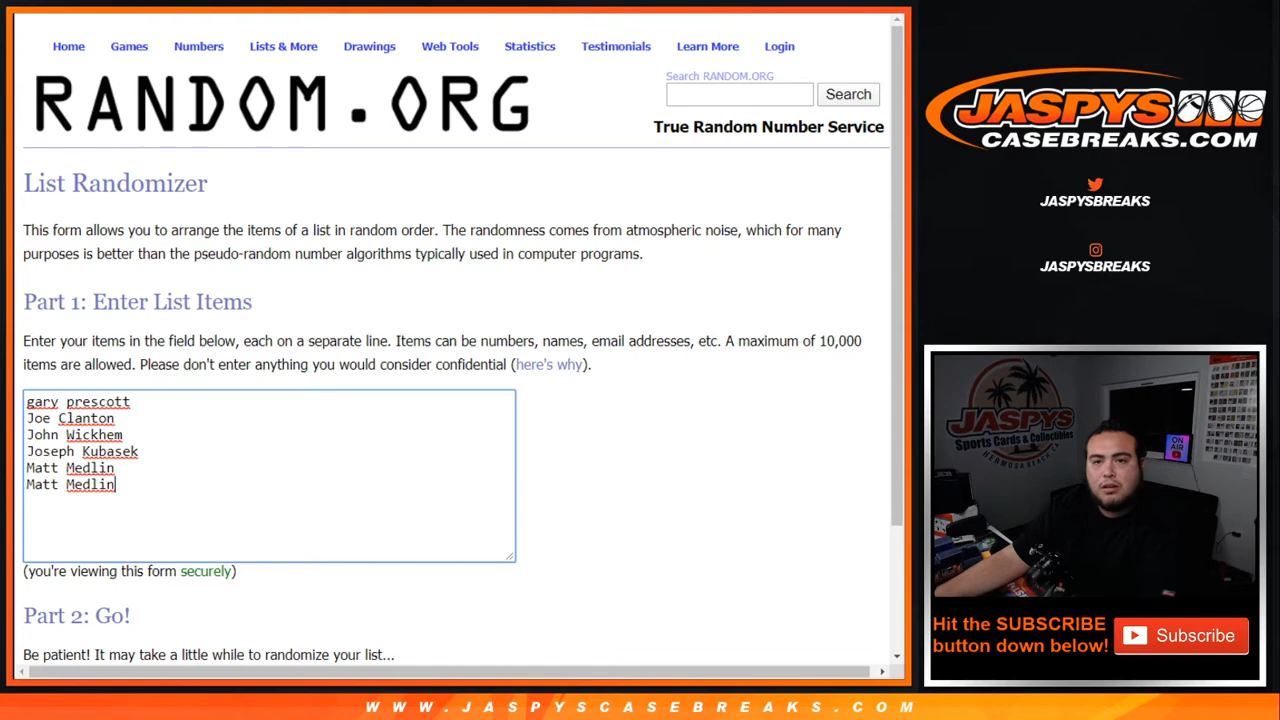 Home Games Numbers Lists & More Drawings Web Tools Statistics Testimonials Learn More Login
RANDOM.ORG
Search RANDOM.ORG
Search
True Random Number Service
List Randomizer
This form allows you to arrange the items of a list in random order. The randomness comes from atmospheric noise, which for many
purposes is better than the pseudo-random number algorithms typically used in computer programs.
Part 1: Enter List Items
Enter your items in the field below, each on a separate line. Items can be numbers, names, email addresses, etc. A maximum of 10,000
items are allowed. Please don't enter anything you would consider confidential (here's why).
gary prescott
Joe Clanton
John Wickhem
Joseph Kubasek
Matt Medlin
Matt Medlin
(you're viewing this form securely)
Part 2: Go!
Be patient! It may take a little while to randomize your list...
JASPYS
CASEBREAKS.COM
JASPYSBREAKS
JASPYSBREAKS
JASPYS
Sports Cards & Collectibles
HERMOSA BEACH, CA
ON AIR
Hit the SUBSCRIBE
button down below!
Subscribe
WWW.JASPYSCASEBREAKS.COM